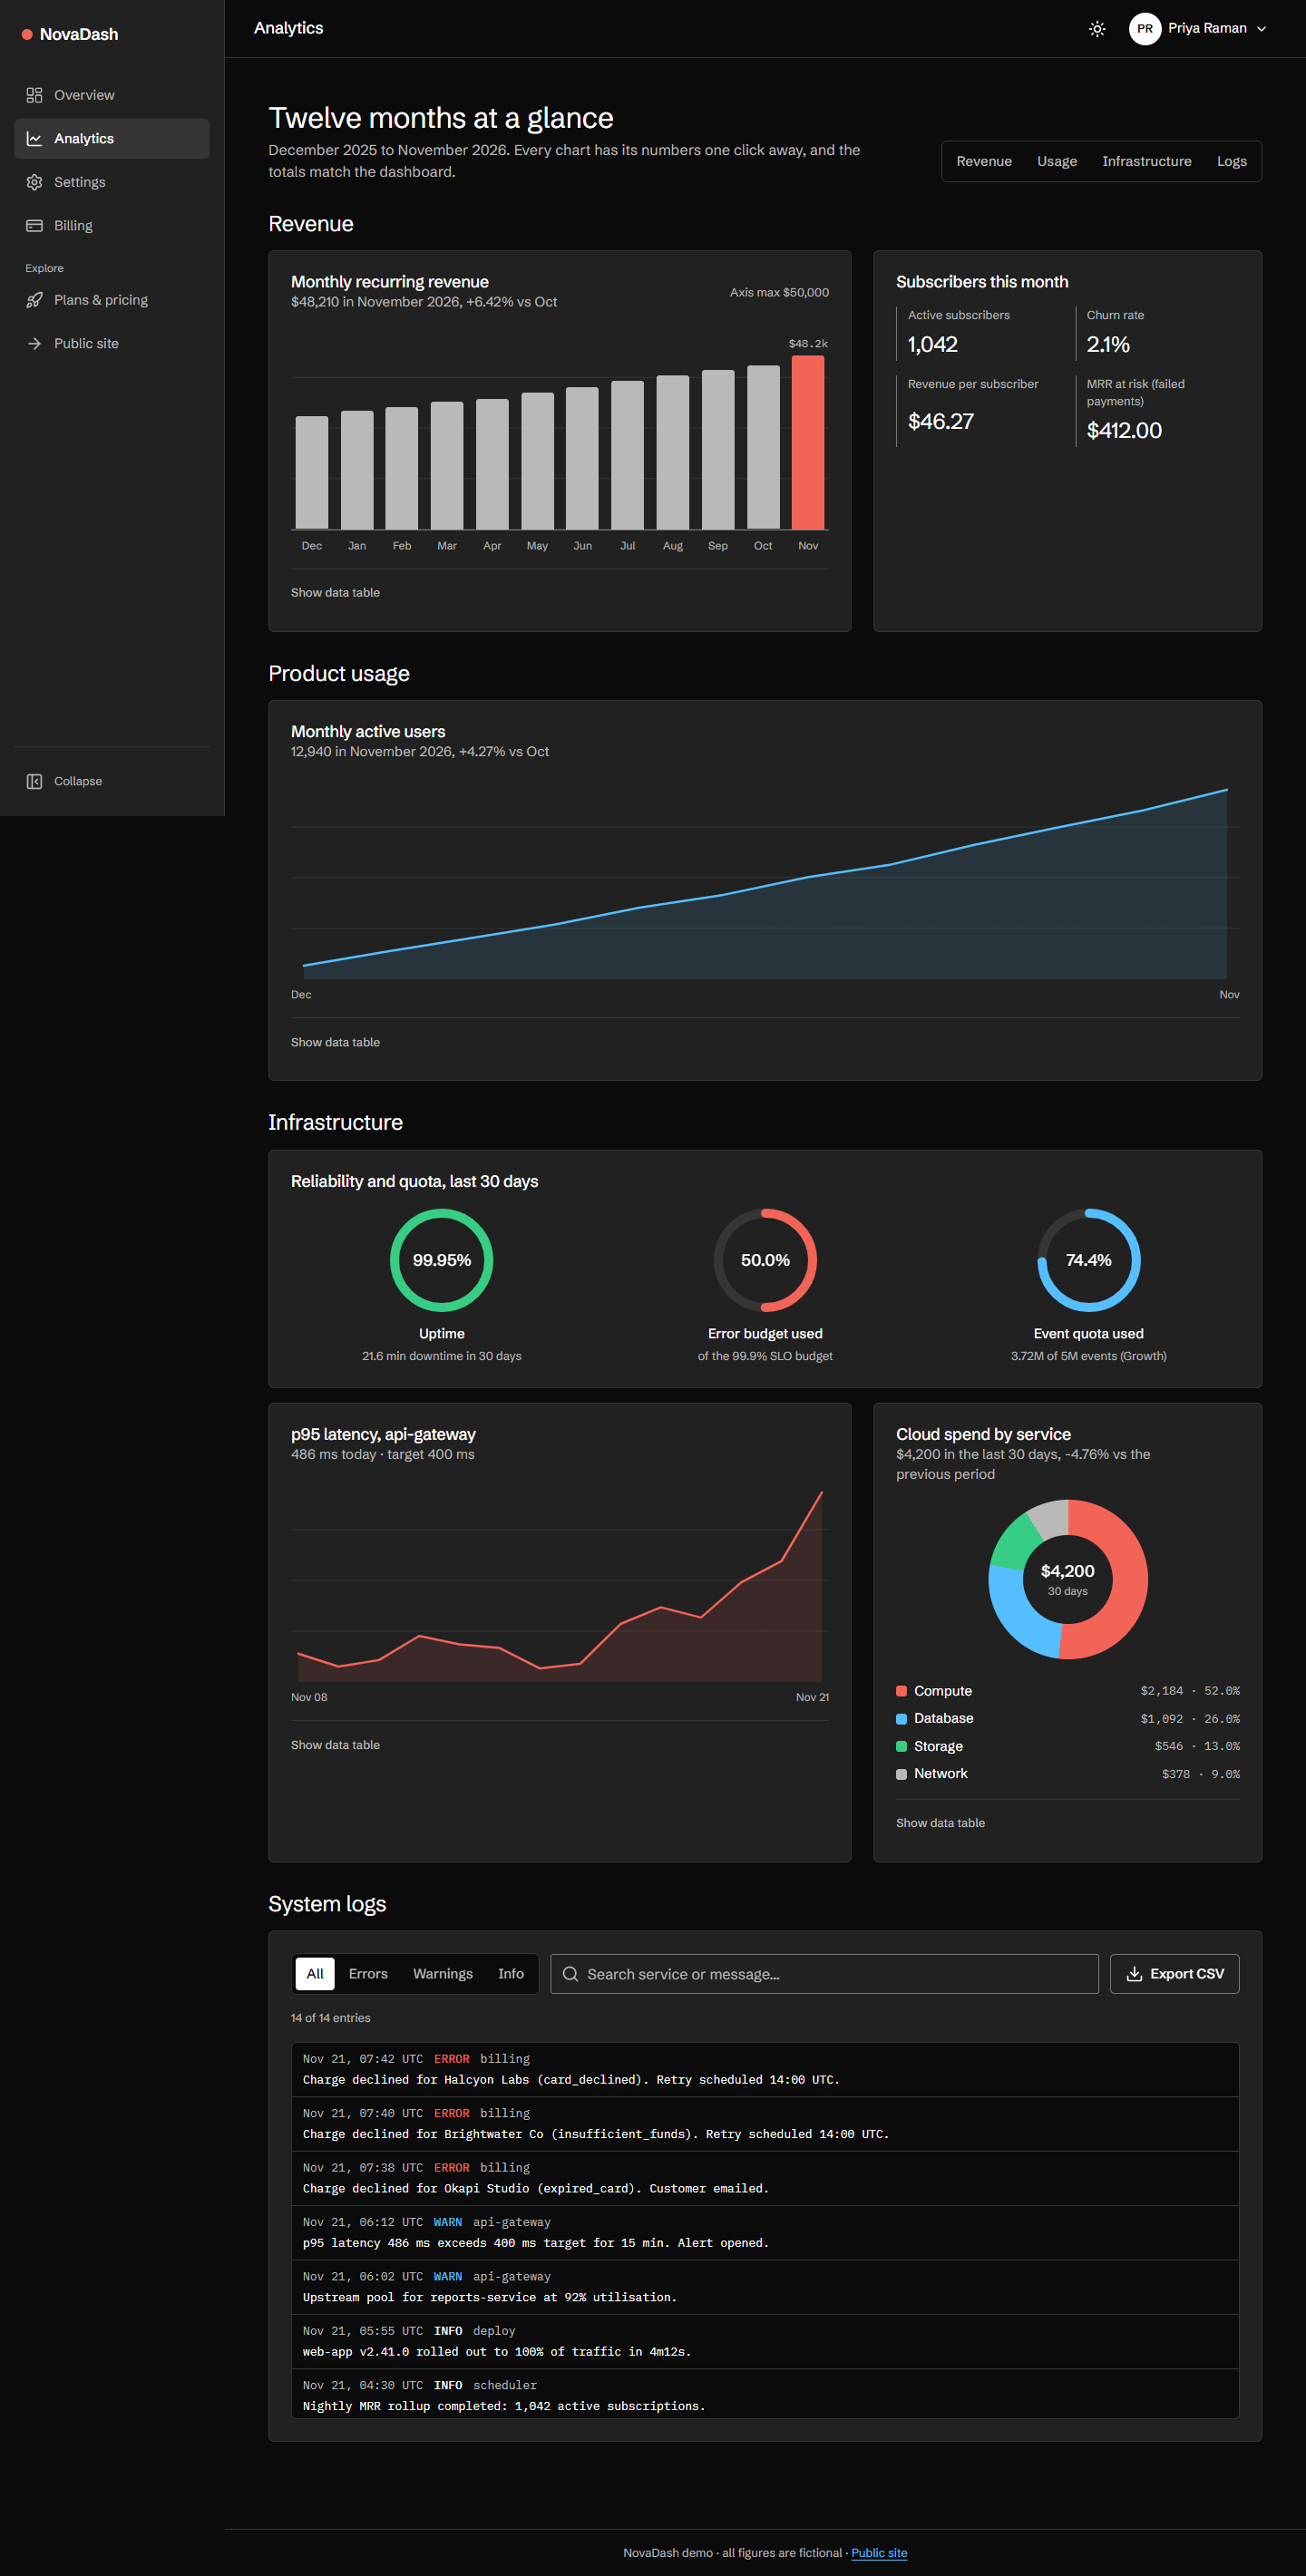 NovaDash
Overview
Analytics
Settings
Billing
Explore
Plans & pricing
Public site
Collapse
Analytics
PR
Priya Raman
Twelve months at a glance
December 2025 to November 2026. Every chart has its numbers one click away, and the
totals match the dashboard.
Revenue
Usage
Infrastructure
Logs
Revenue
Monthly recurring revenue
$48,210 in November 2026, +6.42% vs Oct
Axis max $50,000
$48.2k
Dec Jan Feb Mar Apr May Jun Jul Aug Sep Oct Nov
Show data table
Subscribers this month
Active subscribers
1,042
Churn rate
2.1%
Revenue per subscriber
$46.27
MRR at risk (failed
payments)
$412.00
Product usage
Monthly active users
12,940 in November 2026, +4.27% vs Oct
Dec Nov
Show data table
Infrastructure
Reliability and quota, last 30 days
99.95%
Uptime
21.6 min downtime in 30 days
50.0%
Error budget used
of the 99.9% SLO budget
74.4%
Event quota used
3.72M of 5M events (Growth)
p95 latency, api-gateway
486 ms today · target 400 ms
Nov 08 Nov 21
Show data table
Cloud spend by service
$4,200 in the last 30 days, -4.76% vs the
previous period
$4,200
30 days
Compute $2,184 · 52.0%
Database $1,092 · 26.0%
Storage $546 · 13.0%
Network $378 · 9.0%
Show data table
System logs
All Errors Warnings Info
Search service or message...
Export CSV
14 of 14 entries
Nov 21, 07:42 UTC ERROR billing
Charge declined for Halcyon Labs (card_declined). Retry scheduled 14:00 UTC.
Nov 21, 07:40 UTC ERROR billing
Charge declined for Brightwater Co (insufficient_funds). Retry scheduled 14:00 UTC.
Nov 21, 07:38 UTC ERROR billing
Charge declined for Okapi Studio (expired_card). Customer emailed.
Nov 21, 06:12 UTC WARN api-gateway
p95 latency 486 ms exceeds 400 ms target for 15 min. Alert opened.
Nov 21, 06:02 UTC WARN api-gateway
Upstream pool for reports-service at 92% utilisation.
Nov 21, 05:55 UTC INFO deploy
web-app v2.41.0 rolled out to 100% of traffic in 4m12s.
Nov 21, 04:30 UTC INFO scheduler
Nightly MRR rollup completed: 1,042 active subscriptions.
NovaDash demo · all figures are fictional · Public site